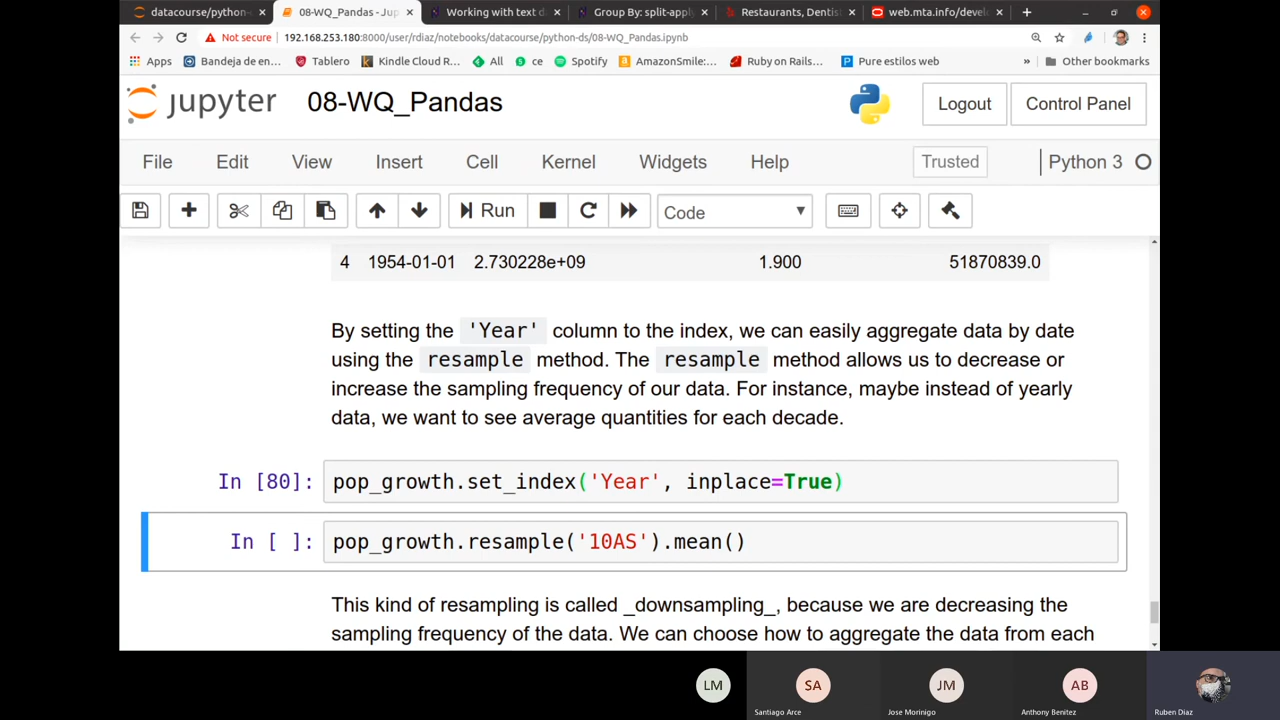 datacourse/python-
08-WQ_Pandas - Jup
Working with text d
Group By: split-apply
Restaurants, Dentis
web.mta.info/devel
Not secure
192.168.253.180:8000/user/rdiaz/notebooks/datacourse/python-ds/08-WQ_Pandas.ipynb
Apps
Bandeja de en...
Tablero
Kindle Cloud R...
All
ce
Spotify
AmazonSmile:...
Ruby on Rails...
Pure estilos web
»
Other bookmarks
jupyter
08-WQ_Pandas
Logout
Control Panel
File
Edit
View
Insert
Cell
Kernel
Widgets
Help
Trusted
Python 3
Run
Code
4 1954-01-01 2.730228e+09 1.900 51870839.0
By setting the 'Year' column to the index, we can easily aggregate data by date
using the resample method. The resample method allows us to decrease or
increase the sampling frequency of our data. For instance, maybe instead of yearly
data, we want to see average quantities for each decade.
In [80]: pop_growth.set_index('Year', inplace=True)
In [ ]: pop_growth.resample('10AS').mean()
This kind of resampling is called _downsampling_, because we are decreasing the
sampling frequency of the data. We can choose how to aggregate the data from each
LM
SA
JM
AB
Santiago Arce
Jose Morinigo
Anthony Benitez
Ruben Diaz